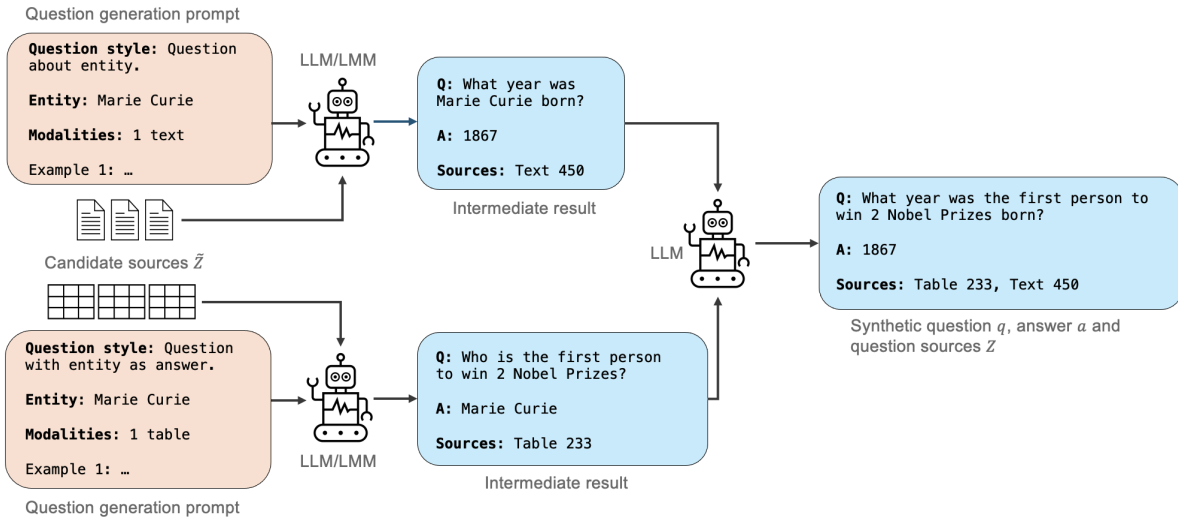 Question generation prompt
Question style: Question
about entity.
Entity: Marie Curie
Modalities: 1 text
Example 1: …
LLM/LMM
Q: What year was
Marie Curie born?
A: 1867
Sources: Text 450
Intermediate result
Candidate sources Z̃
Question style: Question
with entity as answer.
Entity: Marie Curie
Modalities: 1 table
Example 1: …
Question generation prompt
LLM/LMM
Q: Who is the first person
to win 2 Nobel Prizes?
A: Marie Curie
Sources: Table 233
Intermediate result
LLM
Q: What year was the first person to
win 2 Nobel Prizes born?
A: 1867
Sources: Table 233, Text 450
Synthetic question q, answer a and
question sources Z